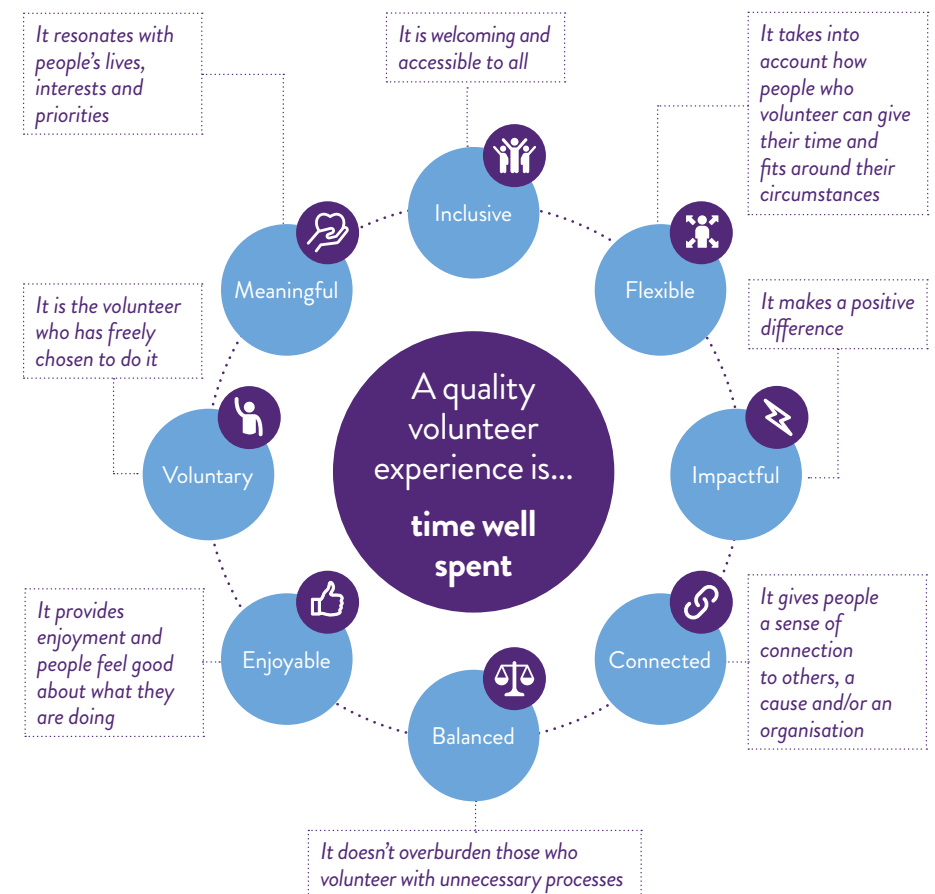 It resonates with
people's lives,
interests and
priorities
It is welcoming and
accessible to all
It takes into
account how
people who
volunteer can give
their time and
fits around their
circumstances
Inclusive
Meaningful
Flexible
It is the volunteer
who has freely
chosen to do it
It makes a positive
difference
A quality
volunteer
experience is...
time well
spent
Voluntary
Impactful
It provides
enjoyment and
people feel good
about what they
are doing
Enjoyable
Connected
It gives people
a sense of
connection
to others, a
cause and/or an
organisation
Balanced
It doesn't overburden those who
volunteer with unnecessary processes